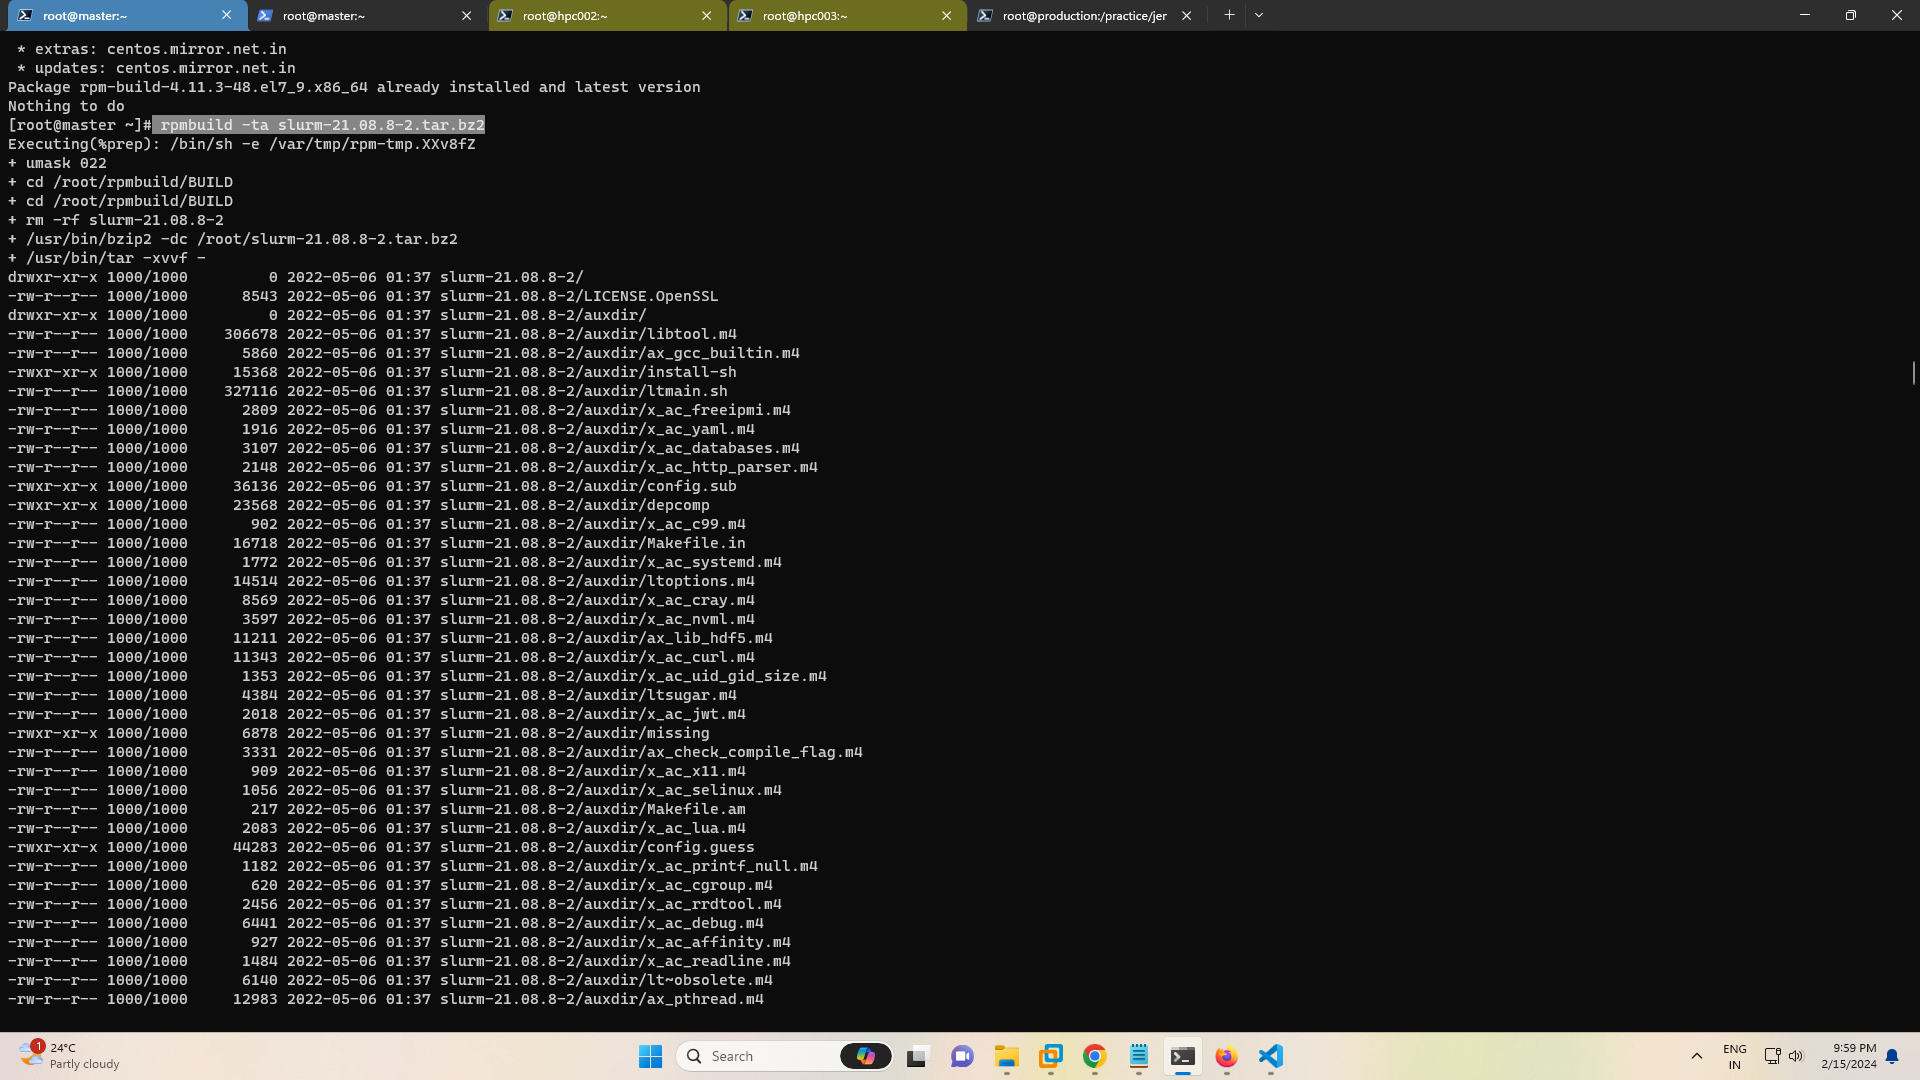 root@master:~
root@master:~
root@hpc002:~
root@hpc003:~
root@production:/practice/jer
* extras: centos.mirror.net.in
* updates: centos.mirror.net.in
Package rpm-build-4.11.3-48.el7_9.x86_64 already installed and latest version
Nothing to do
[root@master ~]# rpmbuild -ta slurm-21.08.8-2.tar.bz2
Executing(%prep): /bin/sh -e /var/tmp/rpm-tmp.XXv8fZ
+ umask 022
+ cd /root/rpmbuild/BUILD
+ cd /root/rpmbuild/BUILD
+ rm -rf slurm-21.08.8-2
+ /usr/bin/bzip2 -dc /root/slurm-21.08.8-2.tar.bz2
+ /usr/bin/tar -xvvf -
drwxr-xr-x 1000/1000         0 2022-05-06 01:37 slurm-21.08.8-2/
-rw-r--r-- 1000/1000      8543 2022-05-06 01:37 slurm-21.08.8-2/LICENSE.OpenSSL
drwxr-xr-x 1000/1000         0 2022-05-06 01:37 slurm-21.08.8-2/auxdir/
-rw-r--r-- 1000/1000    306678 2022-05-06 01:37 slurm-21.08.8-2/auxdir/libtool.m4
-rw-r--r-- 1000/1000      5860 2022-05-06 01:37 slurm-21.08.8-2/auxdir/ax_gcc_builtin.m4
-rwxr-xr-x 1000/1000     15368 2022-05-06 01:37 slurm-21.08.8-2/auxdir/install-sh
-rw-r--r-- 1000/1000    327116 2022-05-06 01:37 slurm-21.08.8-2/auxdir/ltmain.sh
-rw-r--r-- 1000/1000      2809 2022-05-06 01:37 slurm-21.08.8-2/auxdir/x_ac_freeipmi.m4
-rw-r--r-- 1000/1000      1916 2022-05-06 01:37 slurm-21.08.8-2/auxdir/x_ac_yaml.m4
-rw-r--r-- 1000/1000      3107 2022-05-06 01:37 slurm-21.08.8-2/auxdir/x_ac_databases.m4
-rw-r--r-- 1000/1000      2148 2022-05-06 01:37 slurm-21.08.8-2/auxdir/x_ac_http_parser.m4
-rwxr-xr-x 1000/1000     36136 2022-05-06 01:37 slurm-21.08.8-2/auxdir/config.sub
-rwxr-xr-x 1000/1000     23568 2022-05-06 01:37 slurm-21.08.8-2/auxdir/depcomp
-rw-r--r-- 1000/1000       902 2022-05-06 01:37 slurm-21.08.8-2/auxdir/x_ac_c99.m4
-rw-r--r-- 1000/1000     16718 2022-05-06 01:37 slurm-21.08.8-2/auxdir/Makefile.in
-rw-r--r-- 1000/1000      1772 2022-05-06 01:37 slurm-21.08.8-2/auxdir/x_ac_systemd.m4
-rw-r--r-- 1000/1000     14514 2022-05-06 01:37 slurm-21.08.8-2/auxdir/ltoptions.m4
-rw-r--r-- 1000/1000      8569 2022-05-06 01:37 slurm-21.08.8-2/auxdir/x_ac_cray.m4
-rw-r--r-- 1000/1000      3597 2022-05-06 01:37 slurm-21.08.8-2/auxdir/x_ac_nvml.m4
-rw-r--r-- 1000/1000     11211 2022-05-06 01:37 slurm-21.08.8-2/auxdir/ax_lib_hdf5.m4
-rw-r--r-- 1000/1000     11343 2022-05-06 01:37 slurm-21.08.8-2/auxdir/x_ac_curl.m4
-rw-r--r-- 1000/1000      1353 2022-05-06 01:37 slurm-21.08.8-2/auxdir/x_ac_uid_gid_size.m4
-rw-r--r-- 1000/1000      4384 2022-05-06 01:37 slurm-21.08.8-2/auxdir/ltsugar.m4
-rw-r--r-- 1000/1000      2018 2022-05-06 01:37 slurm-21.08.8-2/auxdir/x_ac_jwt.m4
-rwxr-xr-x 1000/1000      6878 2022-05-06 01:37 slurm-21.08.8-2/auxdir/missing
-rw-r--r-- 1000/1000      3331 2022-05-06 01:37 slurm-21.08.8-2/auxdir/ax_check_compile_flag.m4
-rw-r--r-- 1000/1000       909 2022-05-06 01:37 slurm-21.08.8-2/auxdir/x_ac_x11.m4
-rw-r--r-- 1000/1000      1056 2022-05-06 01:37 slurm-21.08.8-2/auxdir/x_ac_selinux.m4
-rw-r--r-- 1000/1000       217 2022-05-06 01:37 slurm-21.08.8-2/auxdir/Makefile.am
-rw-r--r-- 1000/1000      2083 2022-05-06 01:37 slurm-21.08.8-2/auxdir/x_ac_lua.m4
-rwxr-xr-x 1000/1000     44283 2022-05-06 01:37 slurm-21.08.8-2/auxdir/config.guess
-rw-r--r-- 1000/1000      1182 2022-05-06 01:37 slurm-21.08.8-2/auxdir/x_ac_printf_null.m4
-rw-r--r-- 1000/1000       620 2022-05-06 01:37 slurm-21.08.8-2/auxdir/x_ac_cgroup.m4
-rw-r--r-- 1000/1000      2456 2022-05-06 01:37 slurm-21.08.8-2/auxdir/x_ac_rrdtool.m4
-rw-r--r-- 1000/1000      6441 2022-05-06 01:37 slurm-21.08.8-2/auxdir/x_ac_debug.m4
-rw-r--r-- 1000/1000       927 2022-05-06 01:37 slurm-21.08.8-2/auxdir/x_ac_affinity.m4
-rw-r--r-- 1000/1000      1484 2022-05-06 01:37 slurm-21.08.8-2/auxdir/x_ac_readline.m4
-rw-r--r-- 1000/1000      6140 2022-05-06 01:37 slurm-21.08.8-2/auxdir/lt~obsolete.m4
-rw-r--r-- 1000/1000     12983 2022-05-06 01:37 slurm-21.08.8-2/auxdir/ax_pthread.m4
1
24°C
Partly cloudy
Search
ENG
IN
9:59 PM
2/15/2024